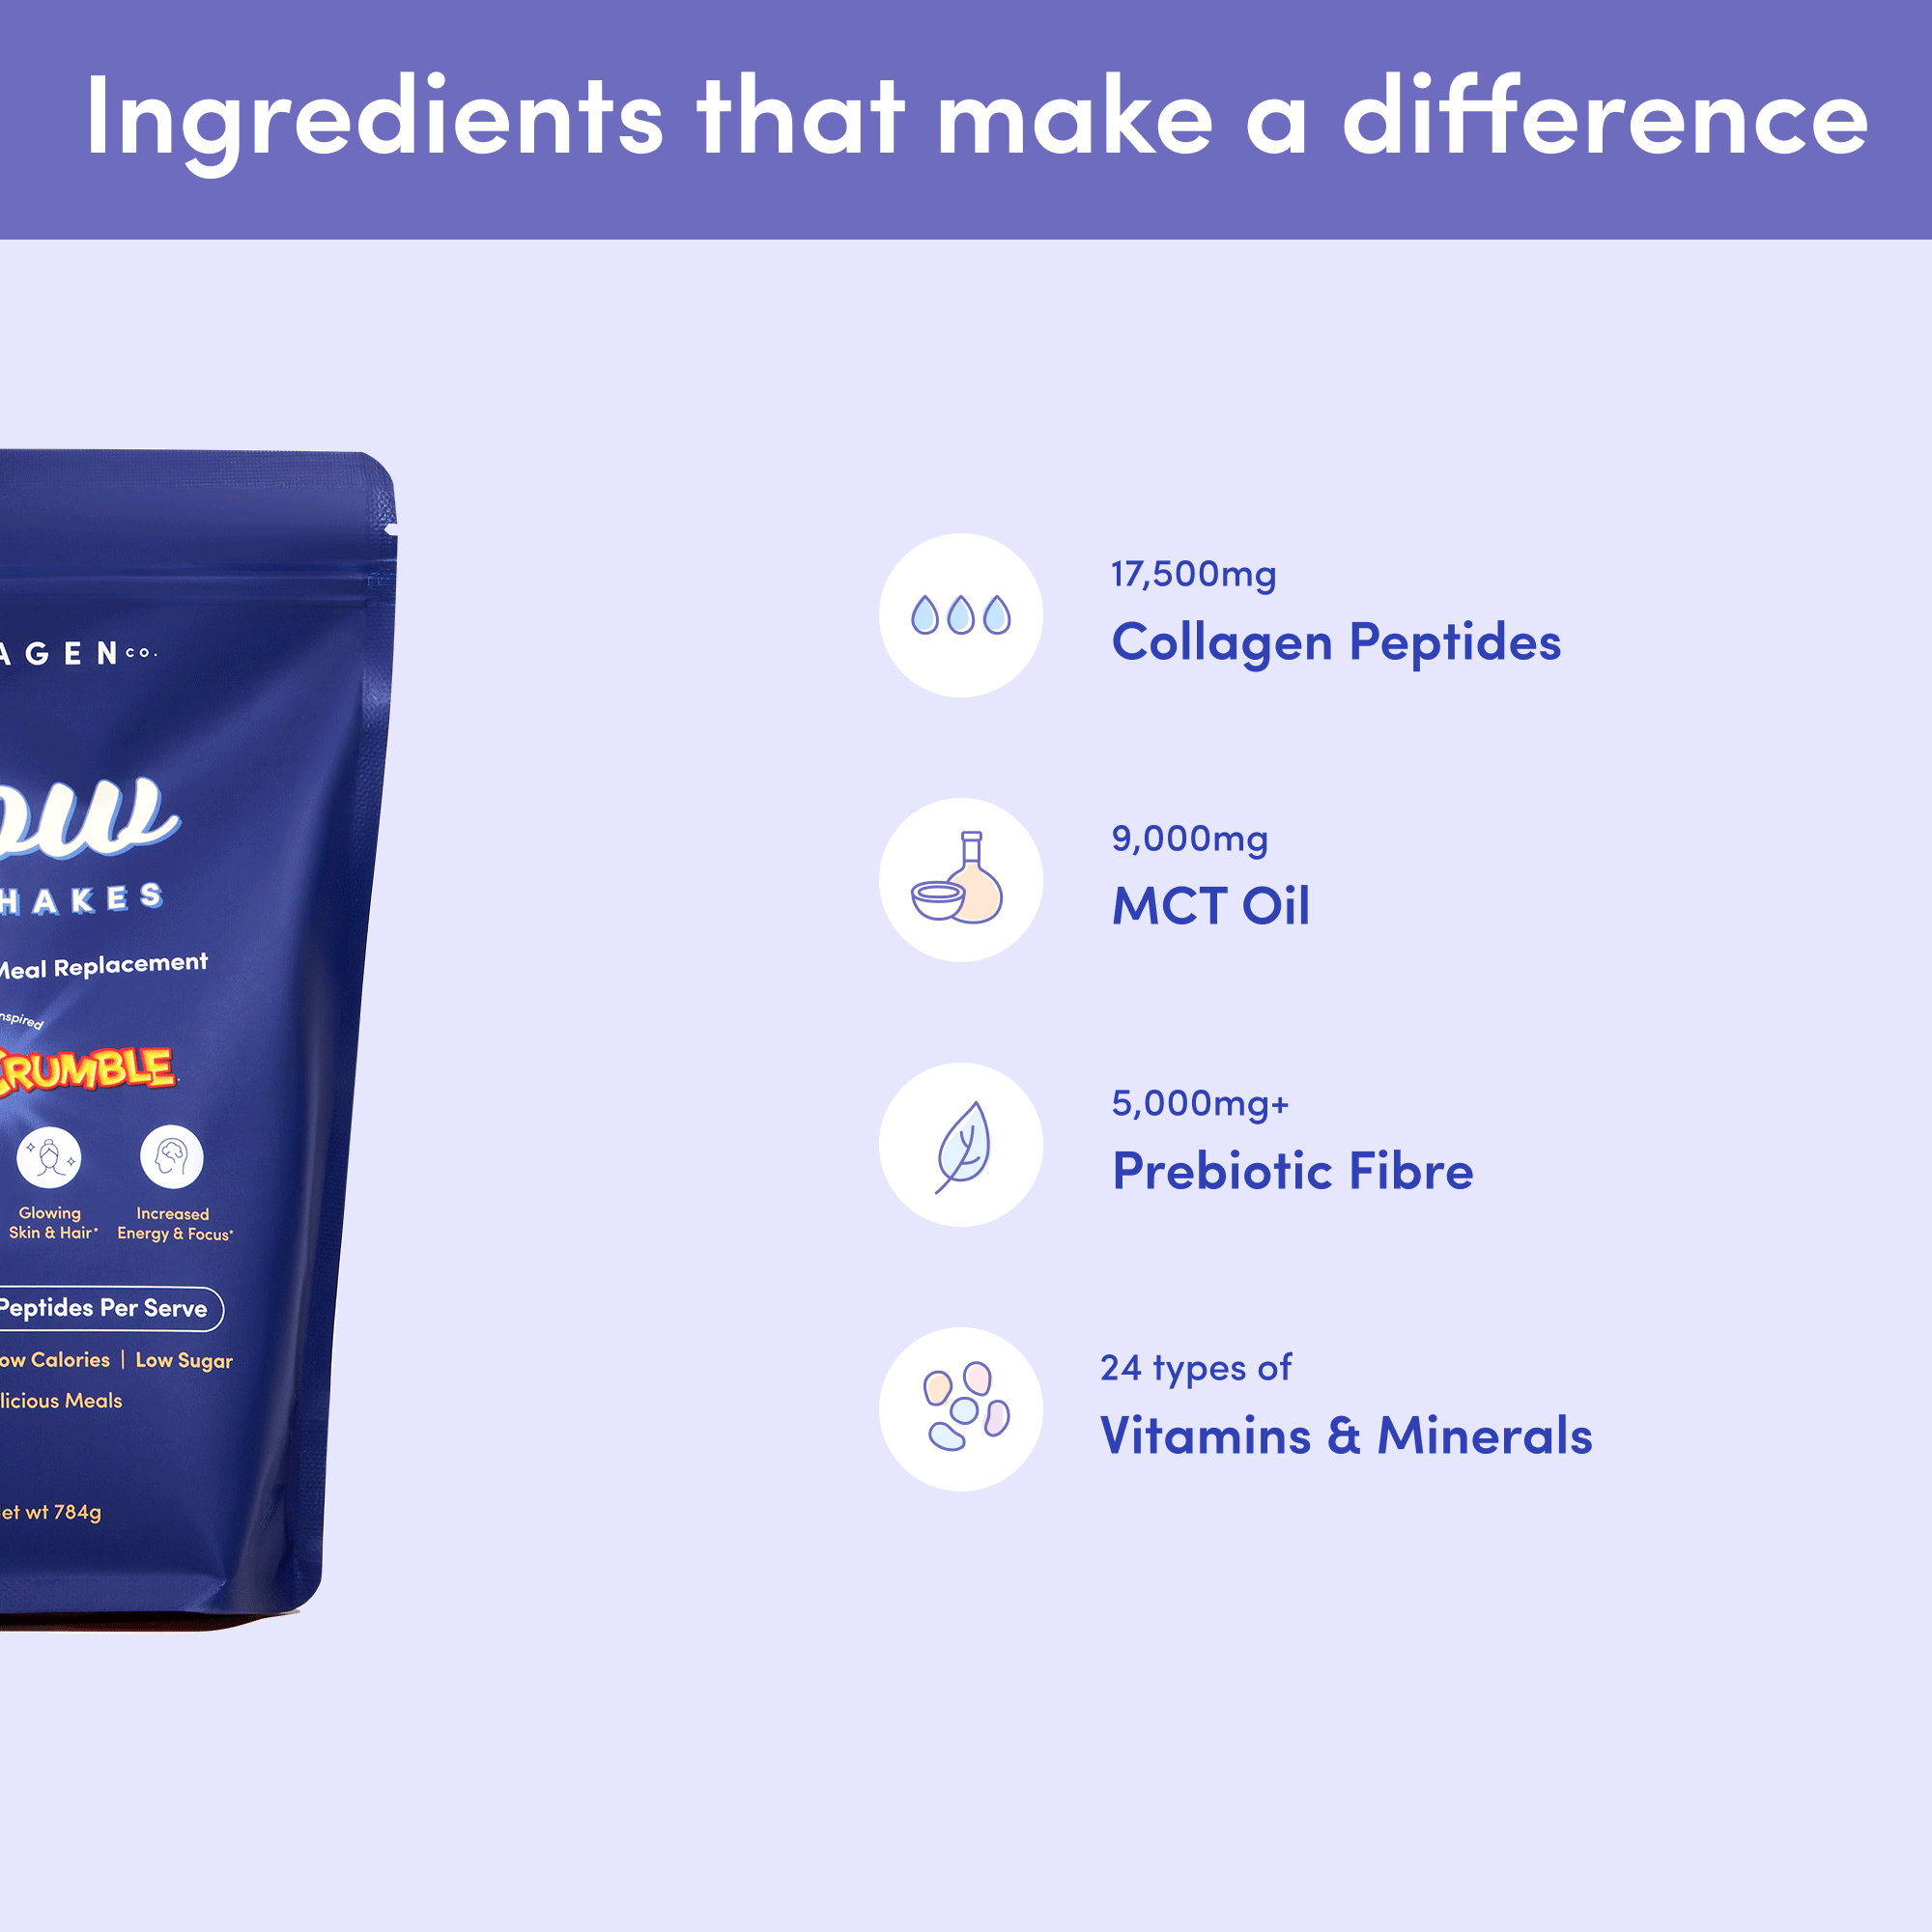 Ingredients that make a difference
AGEN CO.
ow
HAKES
Meal Replacement
nspired
CRUMBLE
Glowing
Skin & Hair*
Increased
Energy & Focus*
Peptides Per Serve
ow Calories | Low Sugar
licious Meals
et wt 784g
17,500mg
Collagen Peptides
9,000mg
MCT Oil
5,000mg+
Prebiotic Fibre
24 types of
Vitamins & Minerals